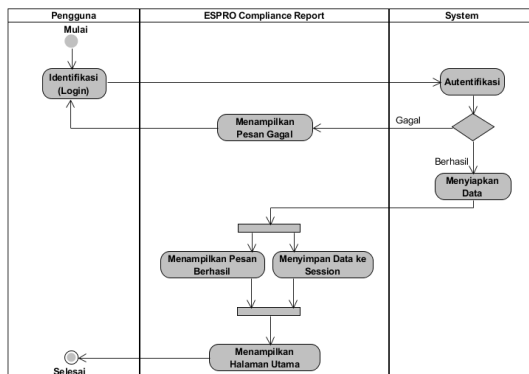 Pengguna
ESPRO Compliance Report
System
Mulai
Identifikasi
(Login)
Autentifikasi
Menampilkan
Pesan Gagal
Gagal
Berhasil
Menyiapkan
Data
Menampilkan Pesan
Berhasil
Menyimpan Data ke
Session
Menampilkan
Halaman Utama
Selesai